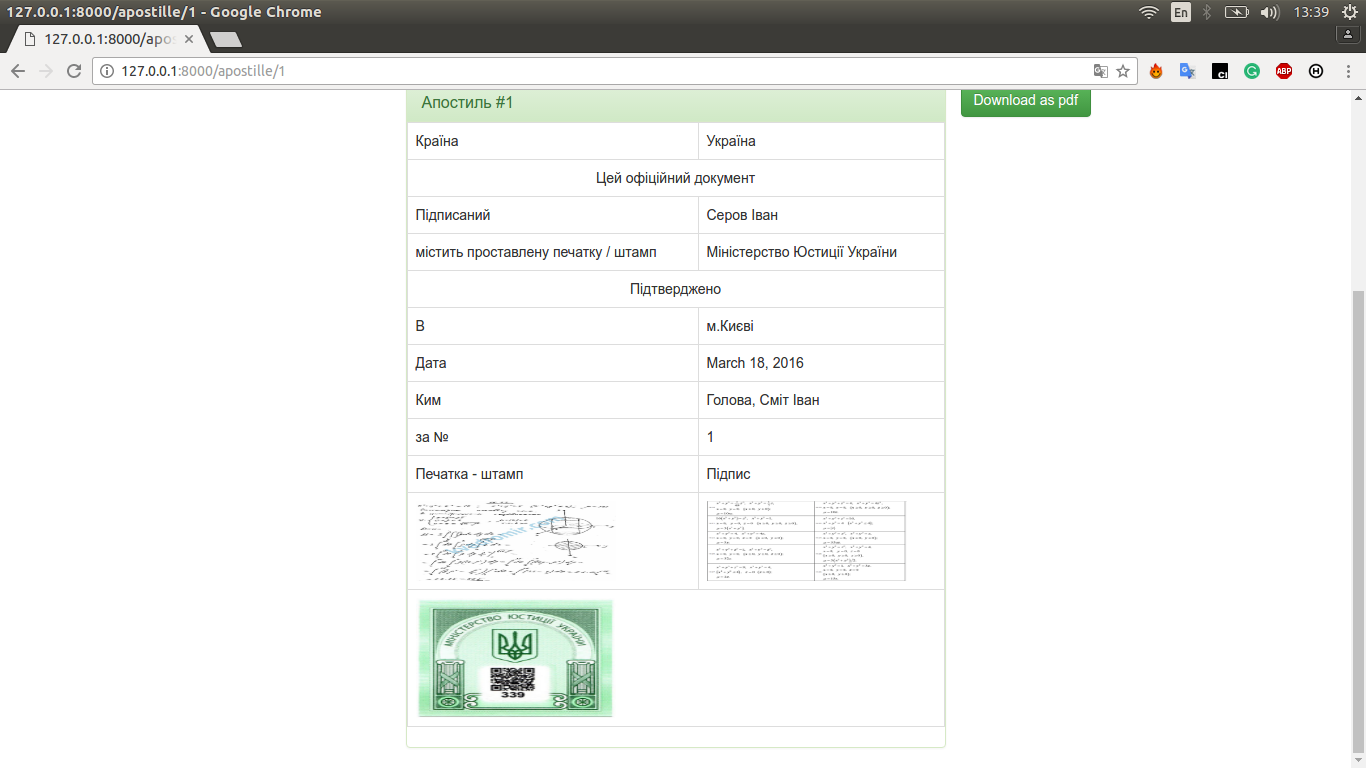 127.0.0.1:8000/apostille/1 - Google Chrome
En
13:39
127.0.0.1:8000/apos
127.0.0.1:8000/apostille/1
ABP
Апостиль #1
Download as pdf
Країна Україна
Цей офіційний документ
Підписаний Серов Іван
містить проставлену печатку / штамп Міністерство Юстиції України
Підтверджено
В м.Києві
Дата March 18, 2016
Ким Голова, Сміт Іван
за № 1
Печатка - штамп Підпис
МІНІСТЕРСТВО ЮСТИЦІЇ УКРАЇНИ
339